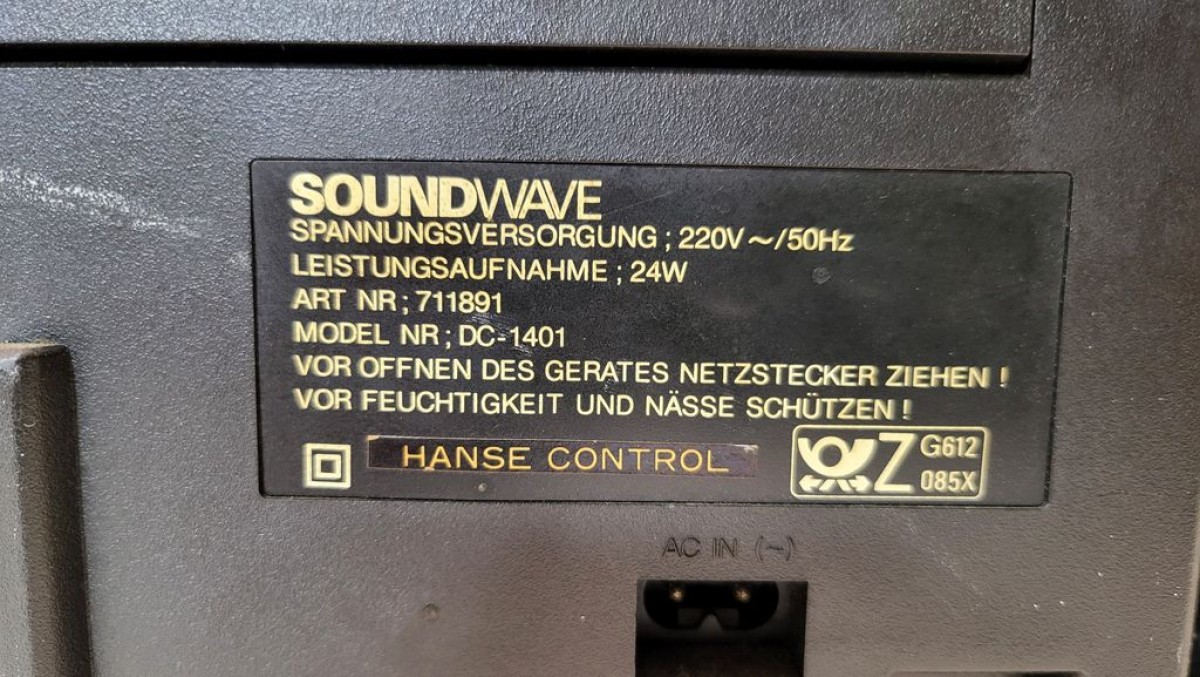 SOUNDWAVE
SPANNUNGSVERSORGUNG ; 220V ~/50Hz
LEISTUNGSAUFNAHME ; 24W
ART NR ; 711891
MODEL NR ; DC-1401
VOR OFFNEN DES GERATES NETZSTECKER ZIEHEN !
VOR FEUCHTIGKEIT UND NÄSSE SCHÜTZEN !
HANSE CONTROL
Z G612
085X
AC IN (~)